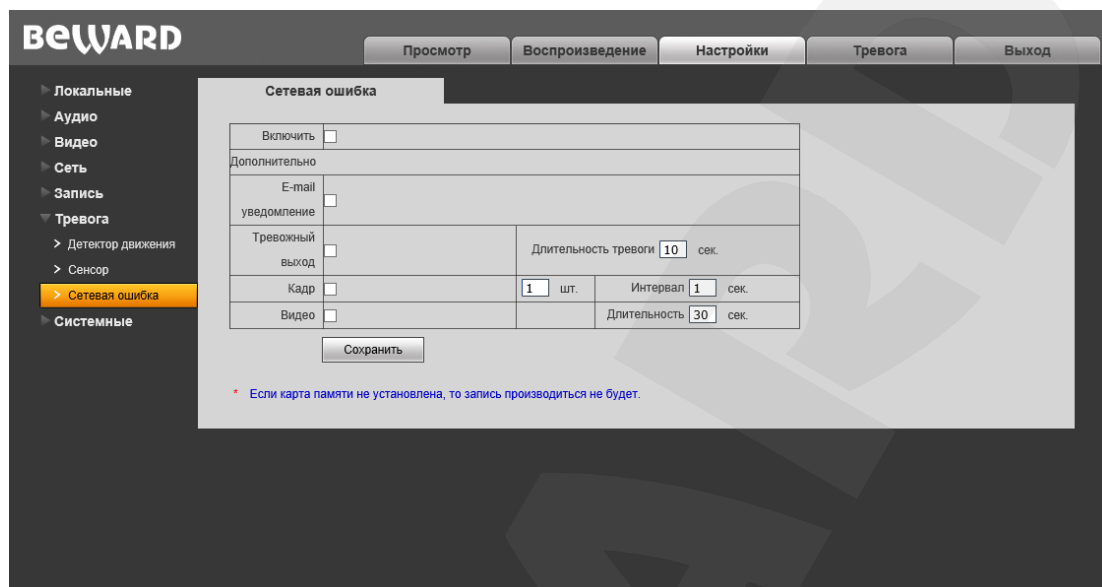 BEWARD
Просмотр Воспроизведение Настройки Тревога Выход
Локальные
Аудио
Видео
Сеть
Запись
Тревога
> Детектор движения
> Сенсор
> Сетевая ошибка
Системные
Сетевая ошибка
Включить
Дополнительно
E-mail
уведомление
Тревожный
выход
Длительность тревоги 10 сек.
Кадр 1 шт. Интервал 1 сек.
Видео Длительность 30 сек.
Сохранить
* Если карта памяти не установлена, то запись производиться не будет.